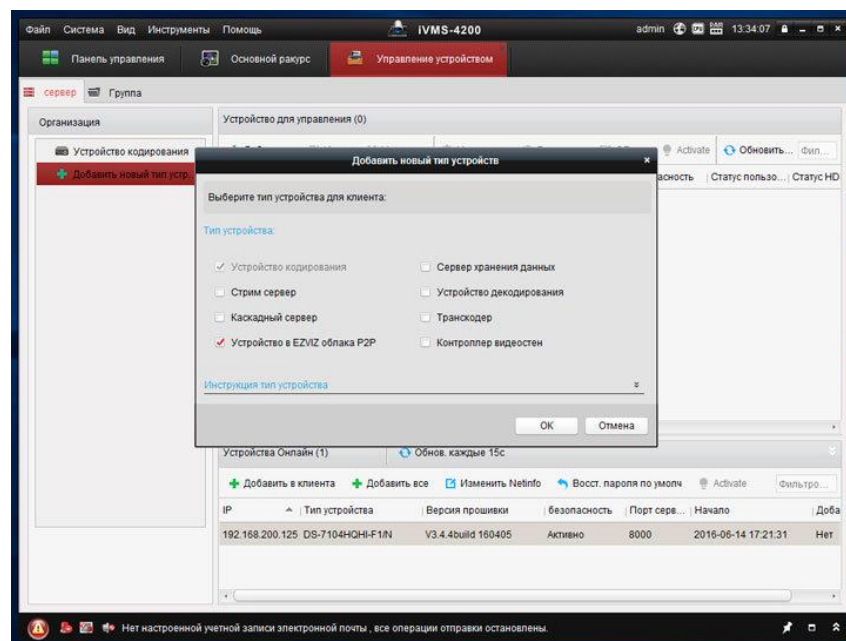 Файл Система Вид Инструменты Помощь iVMS-4200 admin 13:34:07
Панель управления Основной ракурс Управление устройством
сервер Группа
Организация
Устройство для управления (0)
Устройство кодирования
Activate Обновить... Фил...
Добавить новый тип устр...
Статус пользо... Статус HD
Добавить новый тип устройств
Выберите тип устройства для клиента:
Тип устройства:
Устройство кодирования Сервер хранения данных
Стрим сервер Устройство декодирования
Каскадный сервер Транскодер
Устройство в EZVIZ облака P2P Контроллер видеостен
Инструкция тип устройства
OK Отмена
Устройства Онлайн (1) Обнов. каждые 15с
Добавить в клиента Добавить все Изменить Netinfo Восст. пароля по умолч Activate Фильтро...
IP Тип устройства Версия прошивки безопасность Порт серв... Начало Доба
192.168.200.125 DS-7104HQHI-F1/N V3.4.4build 160405 Активно 8000 2016-06-14 17:21:31 Нет
Нет настроенной учетной записи электронной почты , все операции отправки остановлены.